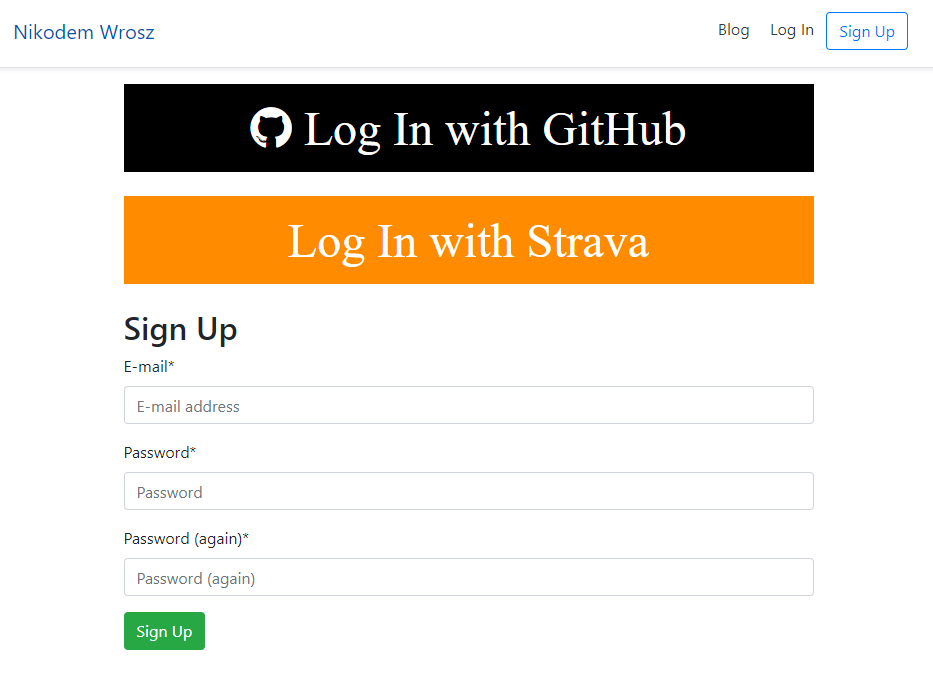 Nikodem Wrosz
Blog Log In Sign Up
Log In with GitHub
Log In with Strava
Sign Up
E-mail*
E-mail address
Password*
Password
Password (again)*
Password (again)
Sign Up